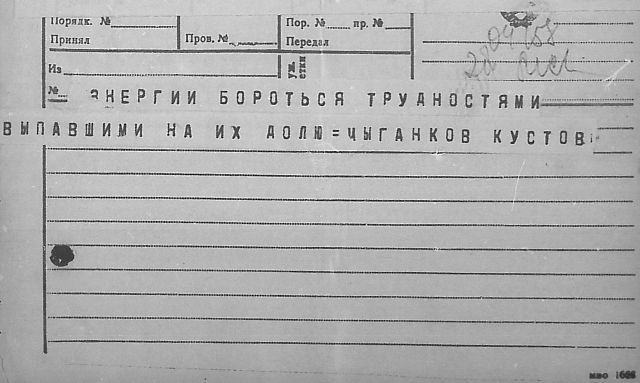 Порядк. №
Пор. № пр. №
Принял
Пров. №
Передал
Из
№
ЭНЕРГИИ БОРОТЬСЯ ТРУДНОСТЯМИ
ВЫПАВШИМИ НА ИХ ДОЛЮ=ЧЫГАНКОВ КУСТОВ